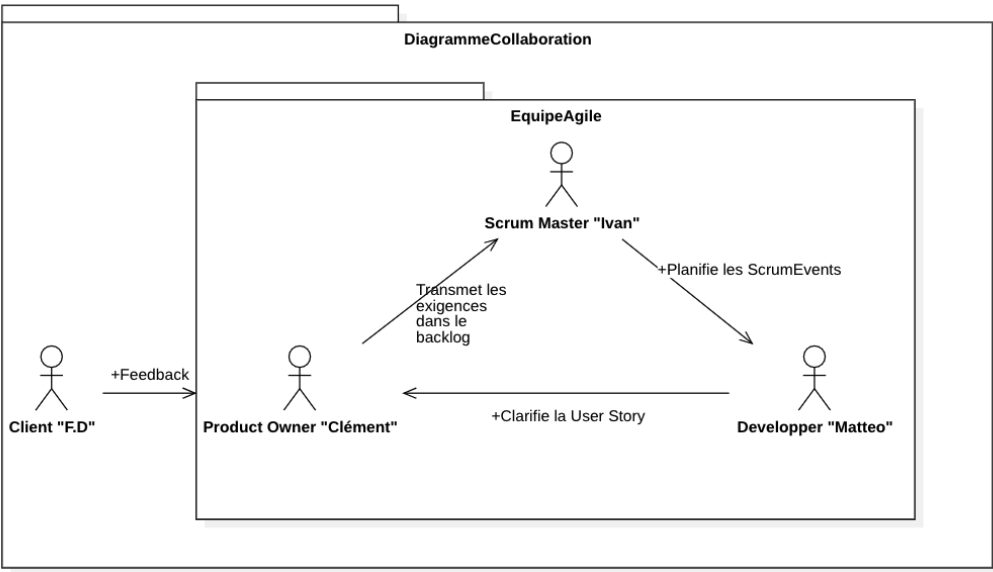 DiagrammeCollaboration
EquipeAgile
Scrum Master "Ivan"
+Planifie les ScrumEvents
Transmet les
exigences
dans le
backlog
+Feedback
+Clarifie la User Story
Client "F.D"
Product Owner "Clément"
Developper "Matteo"